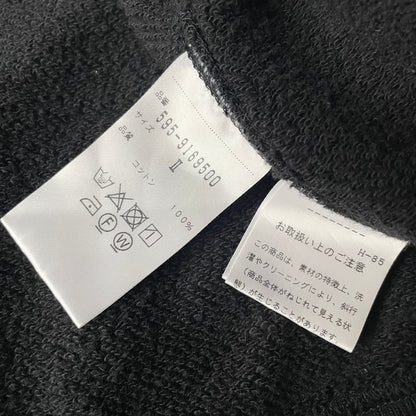 品番 595-9169500
サイズ II
品質
コットン 100%
H-85
お取扱い上のご注意
この商品は、素材の特徴上、洗
濯やクリーニングにより、斜行
(商品全体がねじれて見える状
態)が生じることがあります。